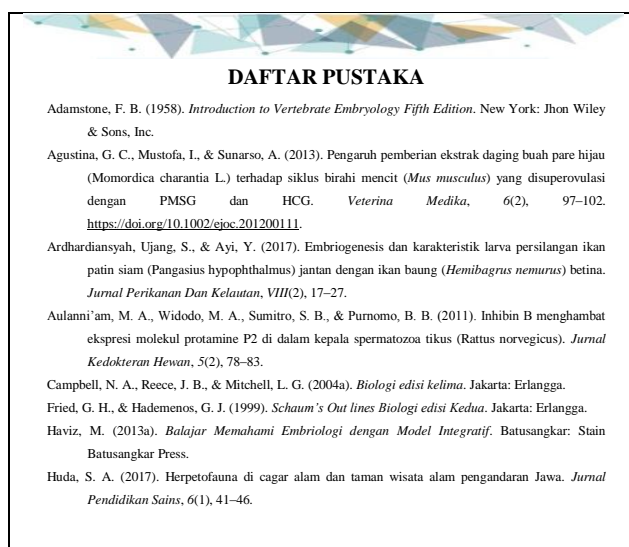 DAFTAR PUSTAKA
Adamstone, F. B. (1958). Introduction to Vertebrate Embryology Fifth Edition. New York: Jhon Wiley
& Sons, Inc.
Agustina, G. C., Mustofa, I., & Sunarso, A. (2013). Pengaruh pemberian ekstrak daging buah pare hijau
(Momordica charantia L.) terhadap siklus birahi mencit (Mus musculus) yang disuperovulasi
dengan PMSG dan HCG. Veterina Medika, 6(2), 97–102.
https://doi.org/10.1002/ejoc.201200111.
Ardhardiansyah, Ujang, S., & Ayi, Y. (2017). Embriogenesis dan karakteristik larva persilangan ikan
patin siam (Pangasius hypophthalmus) jantan dengan ikan baung (Hemibagrus nemurus) betina.
Jurnal Perikanan Dan Kelautan, VIII(2), 17–27.
Aulanni’am, M. A., Widodo, M. A., Sumitro, S. B., & Purnomo, B. B. (2011). Inhibin B menghambat
ekspresi molekul protamine P2 di dalam kepala spermatozoa tikus (Rattus norvegicus). Jurnal
Kedokteran Hewan, 5(2), 78–83.
Campbell, N. A., Reece, J. B., & Mitchell, L. G. (2004a). Biologi edisi kelima. Jakarta: Erlangga.
Fried, G. H., & Hademenos, G. J. (1999). Schaum’s Out lines Biologi edisi Kedua. Jakarta: Erlangga.
Haviz, M. (2013a). Balajar Memahami Embriologi dengan Model Integratif. Batusangkar: Stain
Batusangkar Press.
Huda, S. A. (2017). Herpetofauna di cagar alam dan taman wisata alam pengandaran Jawa. Jurnal
Pendidikan Sains, 6(1), 41–46.